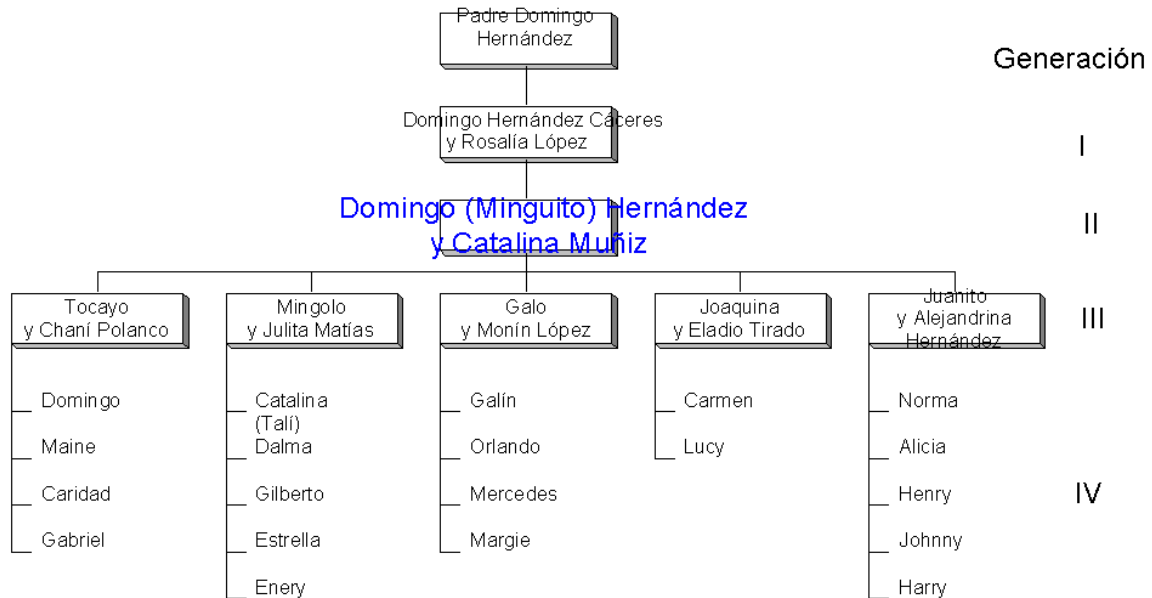 Padre Domingo
Hernández
Generación
Domingo Hernández Cáceres
y Rosalía López
I
Domingo (Minguito) Hernández
y Catalina Muñiz
II
Tocayo
y Chaní Polanco
Mingolo
y Julita Matías
Galo
y Monín López
Joaquina
y Eladio Tirado
Juanito
y Alejandrina
Hernández
III
Domingo
Maine
Caridad
Gabriel
Catalina
(Talí)
Dalma
Gilberto
Estrella
Enery
Galín
Orlando
Mercedes
Margie
Carmen
Lucy
Norma
Alicia
Henry
Johnny
Harry
IV